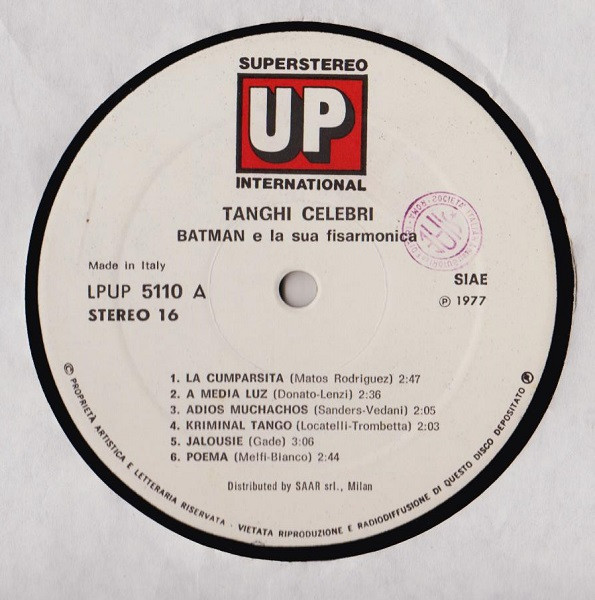 SUPERSTEREO
UP
INTERNATIONAL
TANGHI CELEBRI
BATMAN e la sua fisarmonica
Made in Italy
LPUP 5110 A
STEREO 16
SIAE
Ⓟ 1977
1. LA CUMPARSITA (Matos Rodriguez) 2:47
2. A MEDIA LUZ (Donato-Lenzi) 2:36
3. ADIOS MUCHACHOS (Sanders-Vedani) 2:05
4. KRIMINAL TANGO (Locatelli-Trombetta) 2:03
5. JALOUSIE (Gade) 3:06
6. POEMA (Melfi-Bianco) 2:44
Distributed by SAAR srl., Milan
© PROPRIETÀ ARTISTICA E LETTERARIA RISERVATA - VIETATA RIPRODUZIONE E RADIODIFFUSIONE DI QUESTO DISCO DEPOSITATO